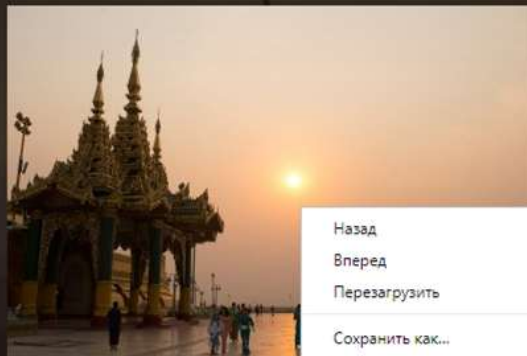 Назад
Вперед
Перезагрузить
Сохранить как...